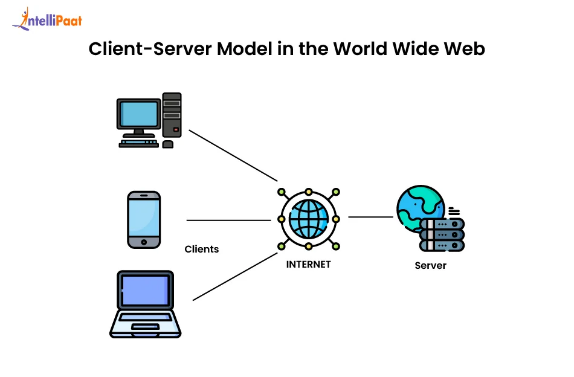 intelliPaat
Client-Server Model in the World Wide Web
Clients
INTERNET
Server